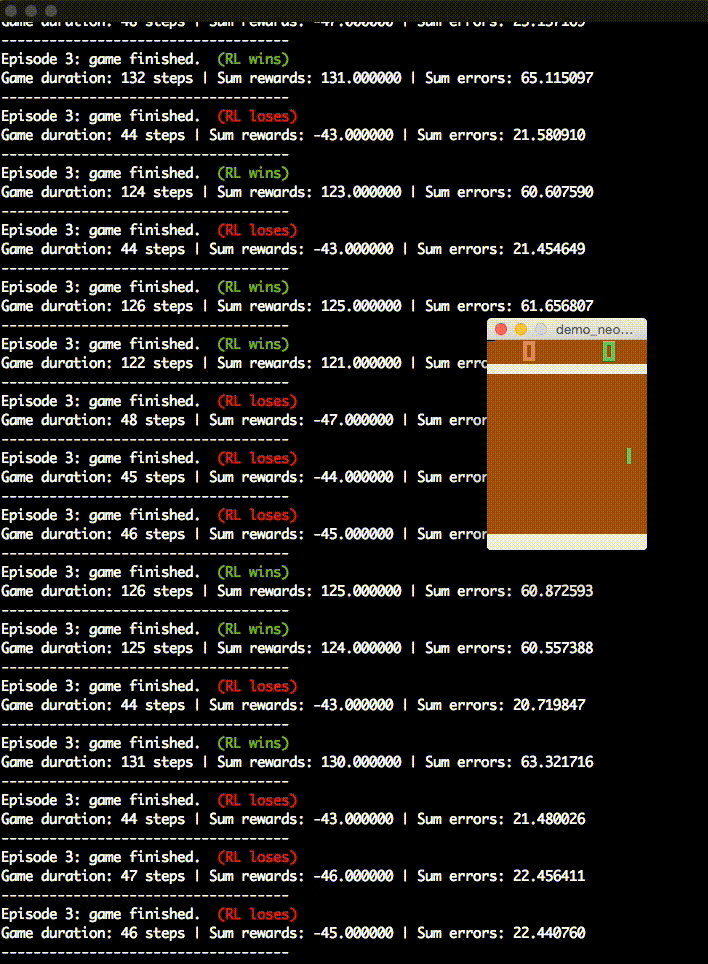 Game duration: 46 steps | Sum rewards: -47.000000 | Sum errors: 23.157169
-----------------------------------
Episode 3: game finished.  (RL wins)
Game duration: 132 steps | Sum rewards: 131.000000 | Sum errors: 65.115097
-----------------------------------
Episode 3: game finished.  (RL loses)
Game duration: 44 steps | Sum rewards: -43.000000 | Sum errors: 21.580910
-----------------------------------
Episode 3: game finished.  (RL wins)
Game duration: 124 steps | Sum rewards: 123.000000 | Sum errors: 60.607590
-----------------------------------
Episode 3: game finished.  (RL loses)
Game duration: 44 steps | Sum rewards: -43.000000 | Sum errors: 21.454649
-----------------------------------
Episode 3: game finished.  (RL wins)
Game duration: 126 steps | Sum rewards: 125.000000 | Sum errors: 61.656807
-----------------------------------
demo_neo...
Episode 3: game finished.  (RL wins)
0 0
Game duration: 122 steps | Sum rewards: 121.000000 | Sum erro
-----------------------------------
Episode 3: game finished.  (RL loses)
Game duration: 48 steps | Sum rewards: -47.000000 | Sum error
-----------------------------------
Episode 3: game finished.  (RL loses)
Game duration: 45 steps | Sum rewards: -44.000000 | Sum error
-----------------------------------
Episode 3: game finished.  (RL loses)
Game duration: 46 steps | Sum rewards: -45.000000 | Sum error
-----------------------------------
Episode 3: game finished.  (RL wins)
Game duration: 126 steps | Sum rewards: 125.000000 | Sum errors: 60.872593
-----------------------------------
Episode 3: game finished.  (RL wins)
Game duration: 125 steps | Sum rewards: 124.000000 | Sum errors: 60.557388
-----------------------------------
Episode 3: game finished.  (RL loses)
Game duration: 44 steps | Sum rewards: -43.000000 | Sum errors: 20.719847
-----------------------------------
Episode 3: game finished.  (RL wins)
Game duration: 131 steps | Sum rewards: 130.000000 | Sum errors: 63.321716
-----------------------------------
Episode 3: game finished.  (RL loses)
Game duration: 44 steps | Sum rewards: -43.000000 | Sum errors: 21.480026
-----------------------------------
Episode 3: game finished.  (RL loses)
Game duration: 47 steps | Sum rewards: -46.000000 | Sum errors: 22.456411
-----------------------------------
Episode 3: game finished.  (RL loses)
Game duration: 46 steps | Sum rewards: -45.000000 | Sum errors: 22.440760
-----------------------------------